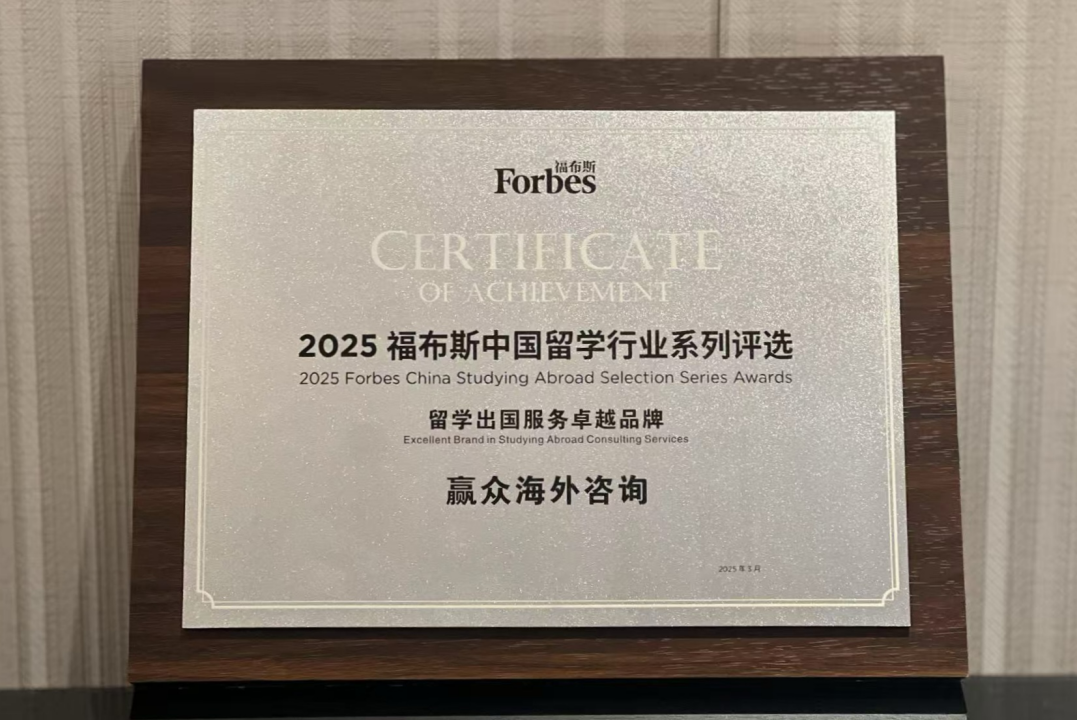 福布斯
Forbes
CERTIFICATE
OF ACHIEVEMENT
2025 福布斯中国留学行业系列评选
2025 Forbes China Studying Abroad Selection Series Awards
留学出国服务卓越品牌
Excellent Brand in Studying Abroad Consulting Services
赢众海外咨询
2025 年